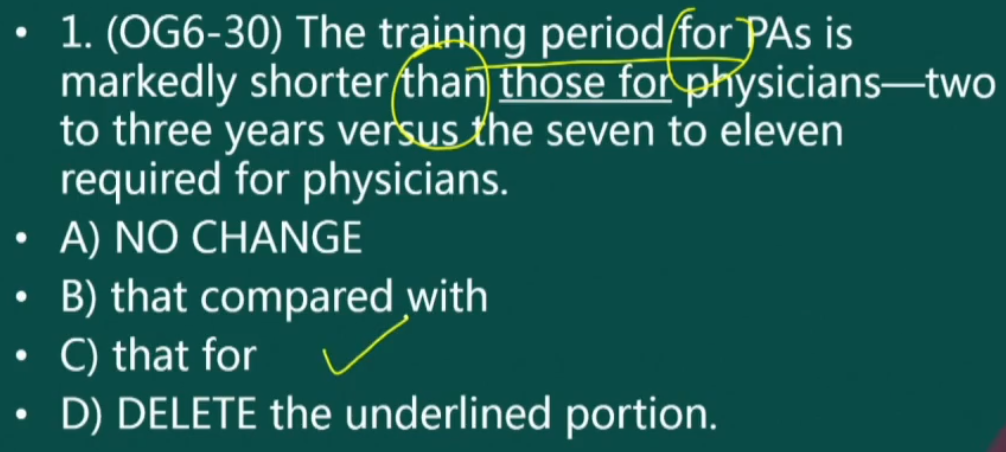 • 1. (OG6-30) The training period for PAs is
markedly shorter than those for physicians—two
to three years versus the seven to eleven
required for physicians.
• A) NO CHANGE
• B) that compared with
• C) that for
• D) DELETE the underlined portion.